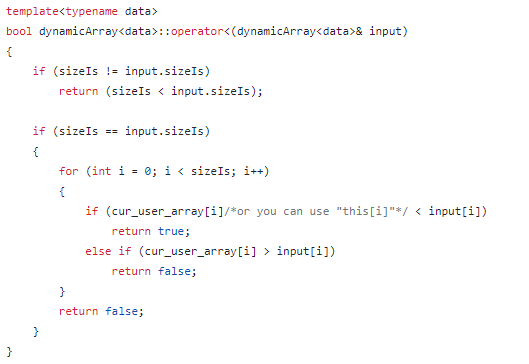 template<typename data>
bool dynamicArray<data>::operator<(dynamicArray<data>& input)
{
    if (sizeIs != input.sizeIs)
        return (sizeIs < input.sizeIs);

    if (sizeIs == input.sizeIs)
    {
        for (int i = 0; i < sizeIs; i++)
        {
            if (cur_user_array[i]/*or you can use "this[i]"*/ < input[i])
                return true;
            else if (cur_user_array[i] > input[i])
                return false;
        }
        return false;
    }
}